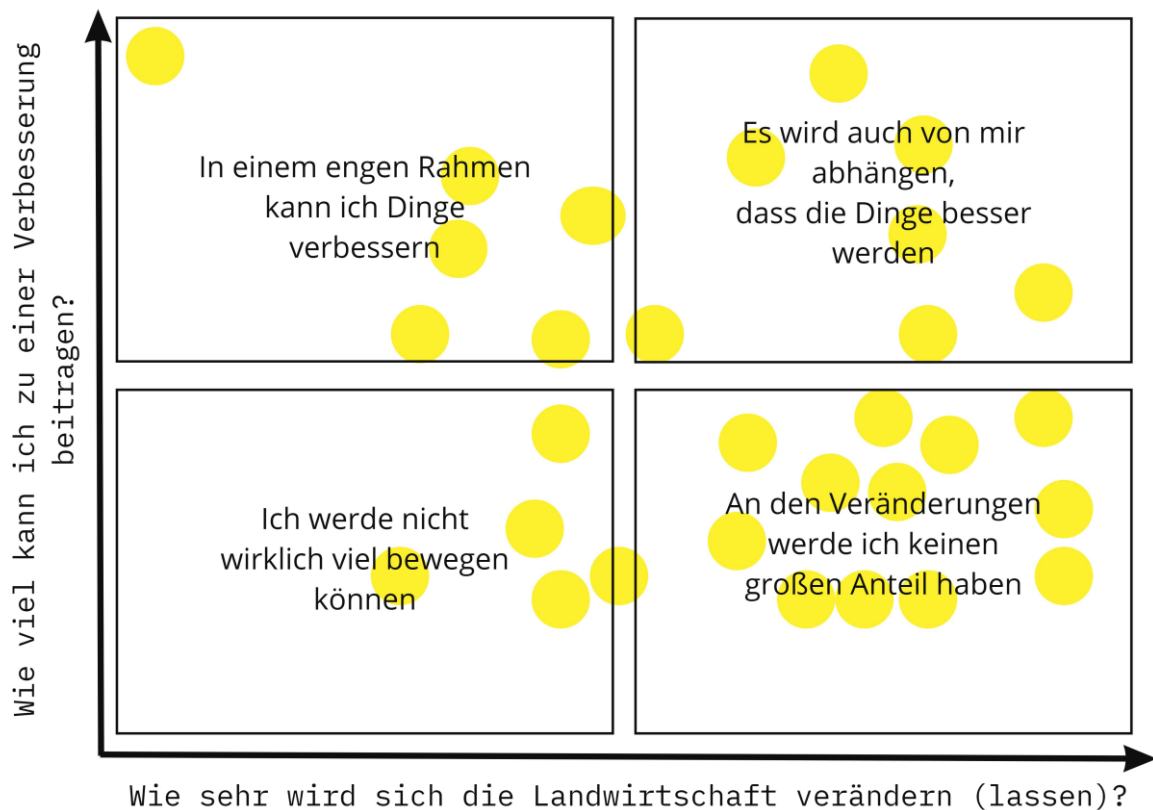 Wie viel kann ich zu einer Verbesserung
beitragen?
In einem engen Rahmen
kann ich Dinge
verbessern
Es wird auch von mir
abhängen,
dass die Dinge besser
werden
Ich werde nicht
wirklich viel bewegen
können
An den Veränderungen
werde ich keinen
großen Anteil haben
Wie sehr wird sich die Landwirtschaft verändern (lassen)?